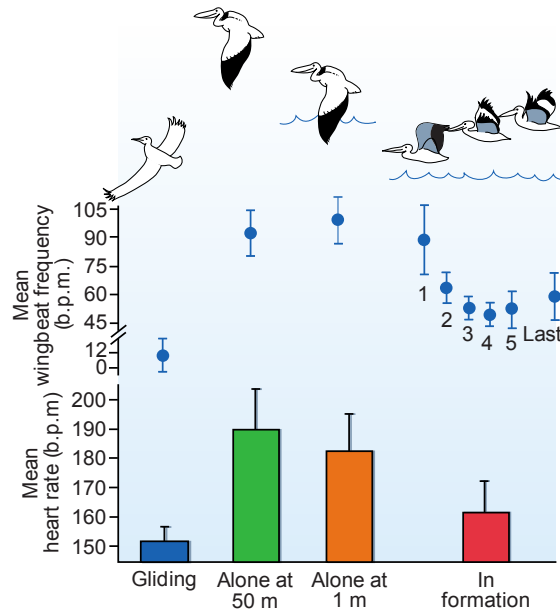 Mean
wingbeat frequency
(b.p.m.)
105
90
75
60
45
12
0
1
2
3
4
5
Last
Mean
heart rate (b.p.m)
200
190
180
170
160
150
Gliding
Alone at
50 m
Alone at
1 m
In
formation